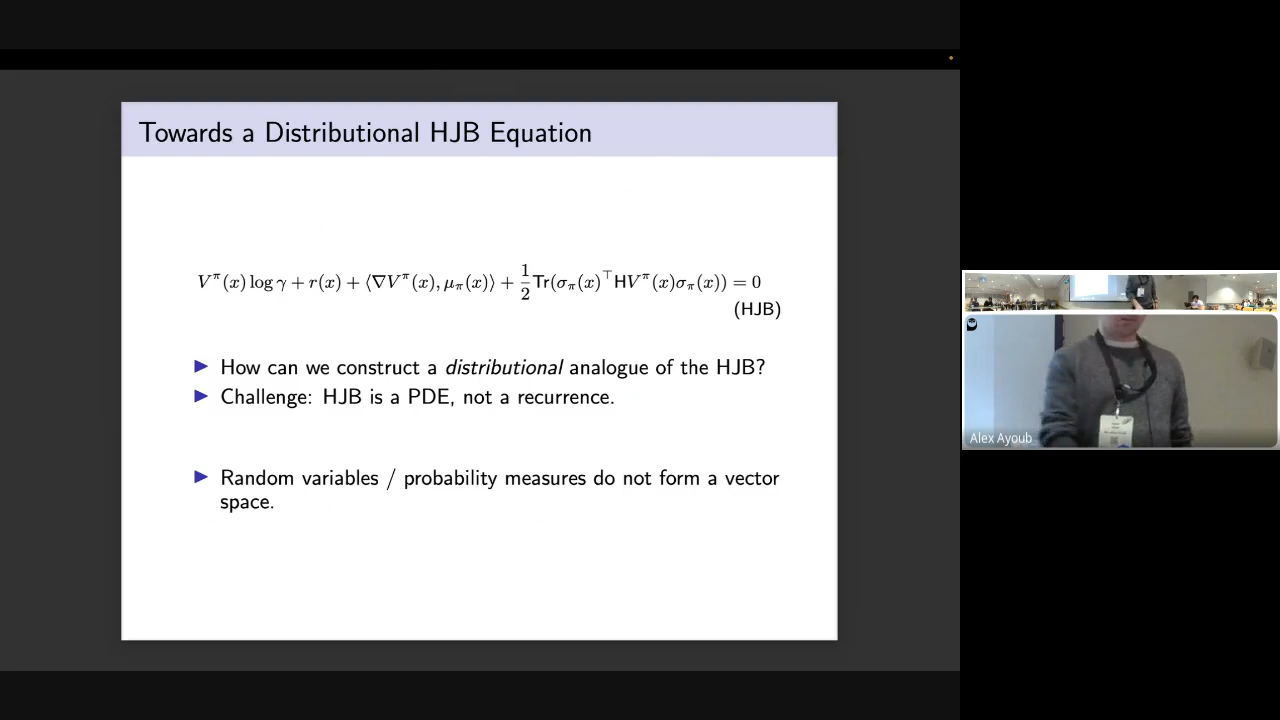 Towards a Distributional HJB Equation
V^π(x) log γ + r(x) + ⟨∇V^π(x), μ_π(x)⟩ + 1/2 Tr(σ_π(x)^⊤ HV^π(x)σ_π(x)) = 0
(HJB)
▶ How can we construct a distributional analogue of the HJB?
▶ Challenge: HJB is a PDE, not a recurrence.
▶ Random variables / probability measures do not form a vector
space.
Alex Ayoub